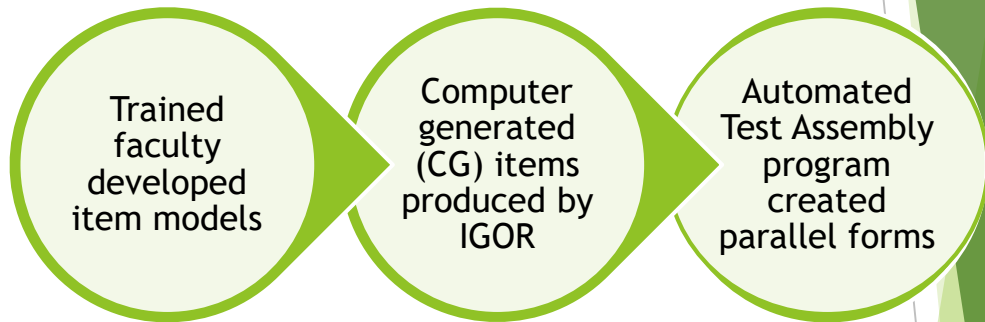 Trained
faculty
developed
item models
Computer
generated
(CG) items
produced by
IGOR
Automated
Test Assembly
program
created
parallel forms